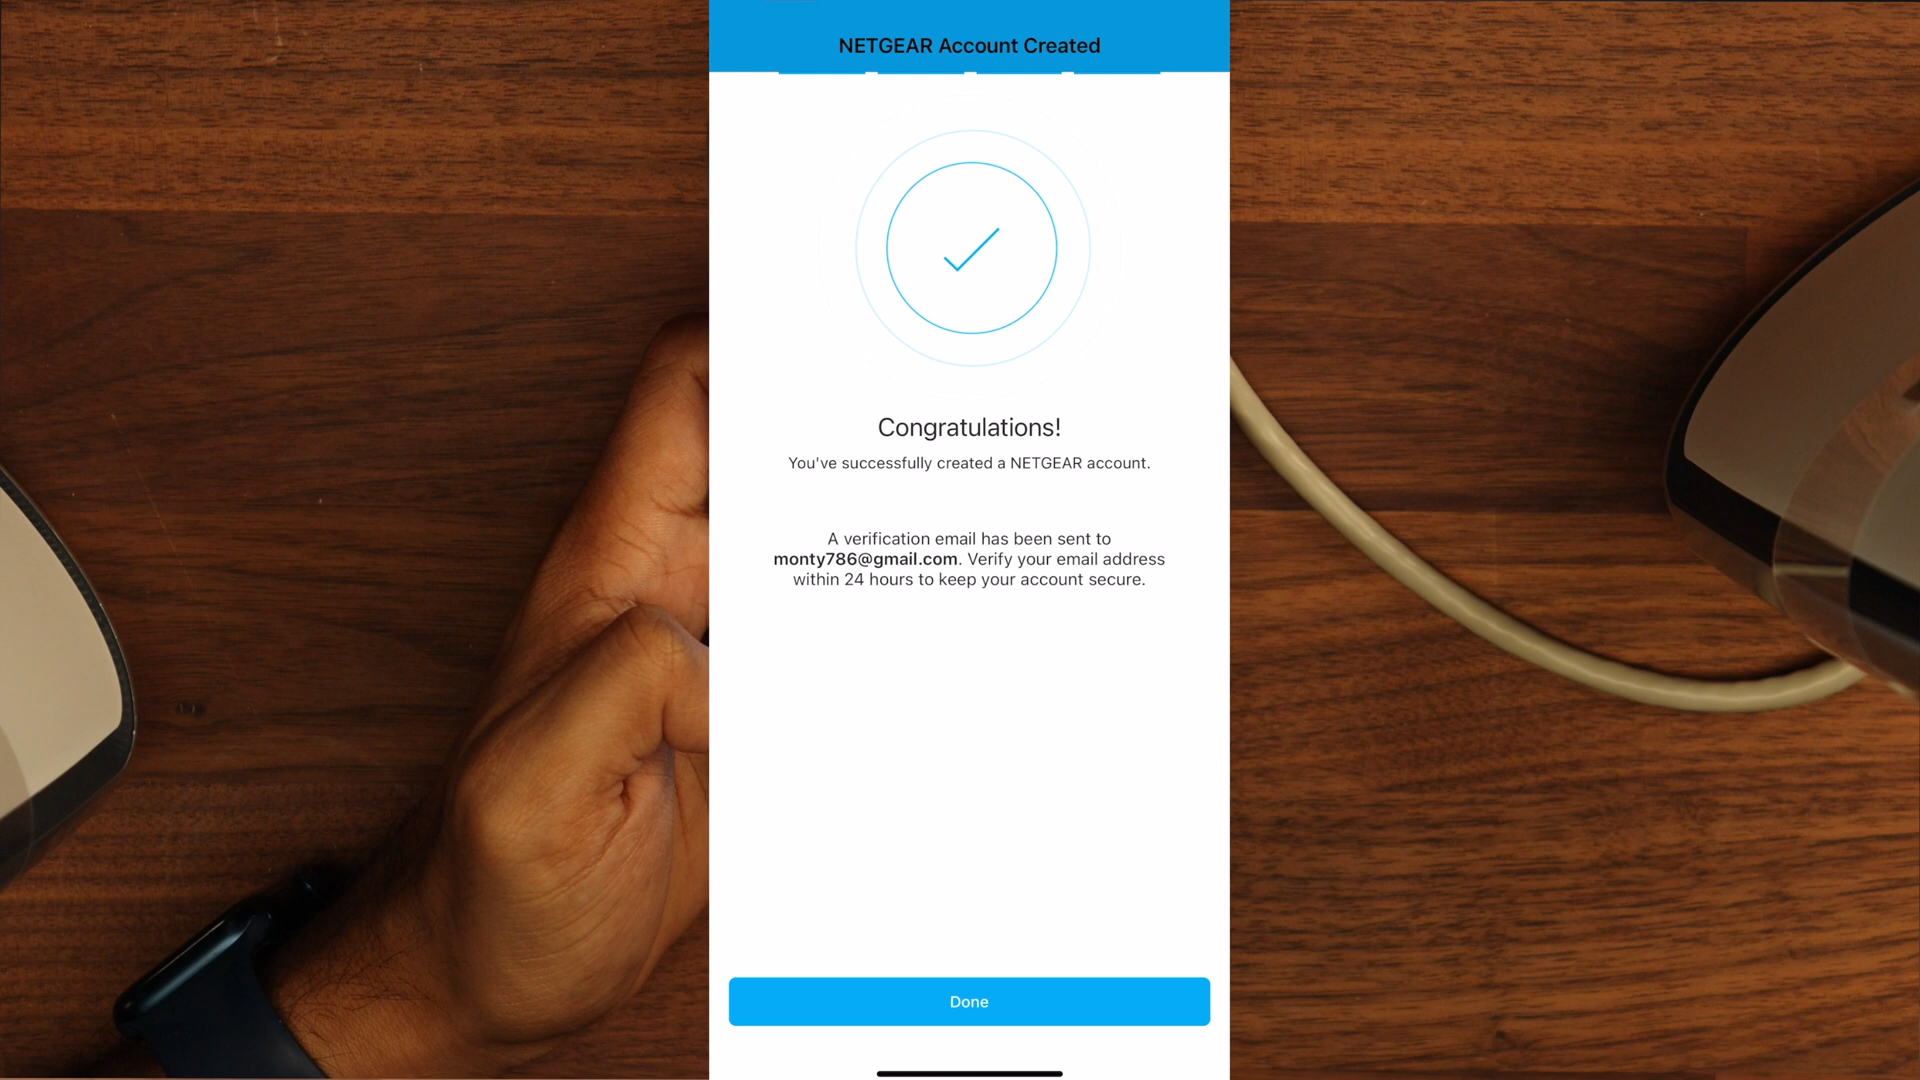 NETGEAR Account Created
Congratulations!
You've successfully created a NETGEAR account.
A verification email has been sent to
monty786@gmail.com. Verify your email address
within 24 hours to keep your account secure.
Done